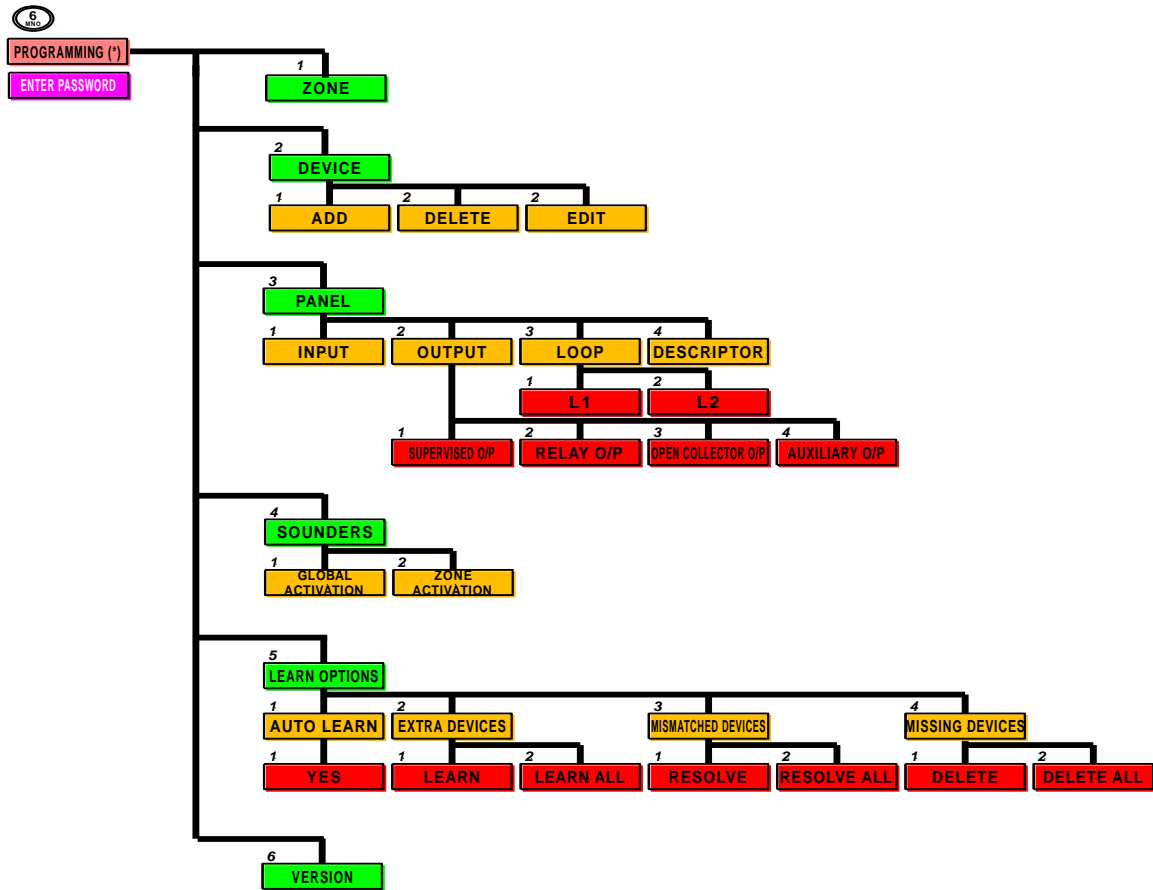 6
MNO
PROGRAMMING (*)
ENTER PASSWORD
1
ZONE
2
DEVICE
1 2 2
ADD DELETE EDIT
3
PANEL
1 2 3 4
INPUT OUTPUT LOOP DESCRIPTOR
1 2
L1 L2
1 2 3 4
SUPERVISED O/P RELAY O/P OPEN COLLECTOR O/P AUXILIARY O/P
4
SOUNDERS
1 2
GLOBAL ACTIVATION
ZONE ACTIVATION
5
LEARN OPTIONS
1 2 3 4
AUTO LEARN EXTRA DEVICES MISMATCHED DEVICES MISSING DEVICES
1 1 2 1 2 1 2
YES LEARN LEARN ALL RESOLVE RESOLVE ALL DELETE DELETE ALL
6
VERSION